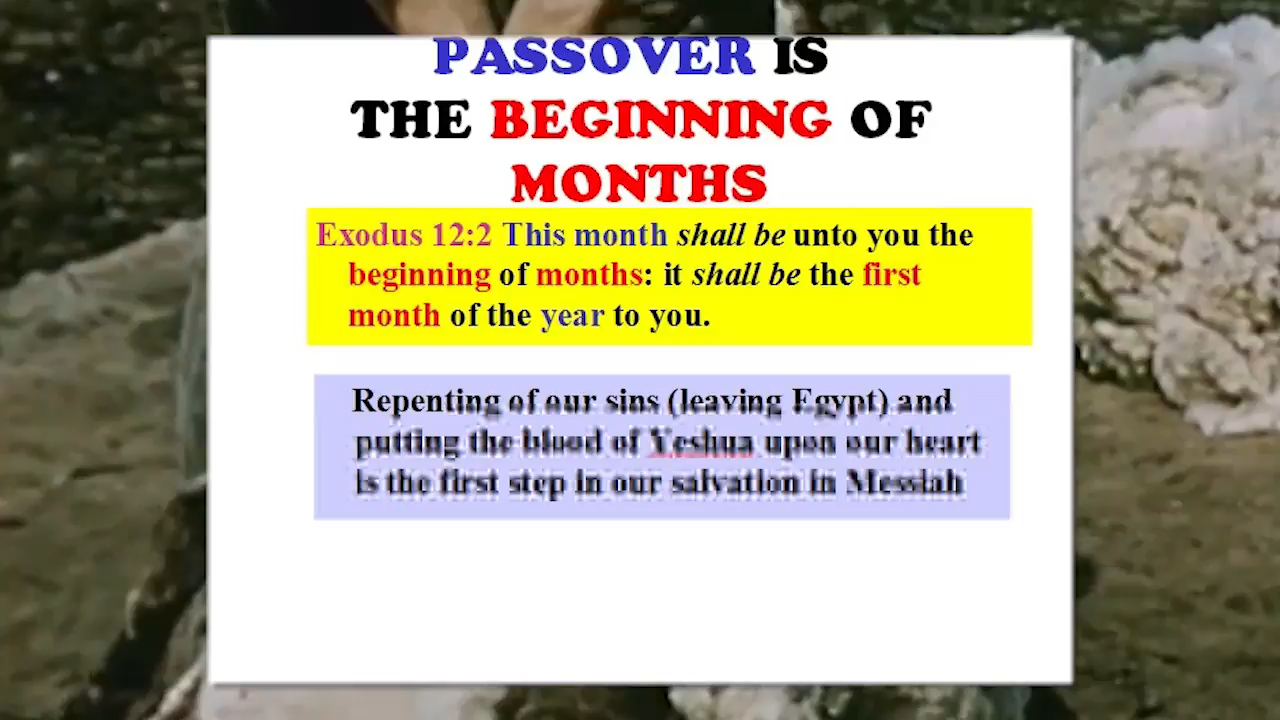 PASSOVER IS
THE BEGINNING OF
MONTHS
Exodus 12:2 This month shall be unto you the
beginning of months: it shall be the first
month of the year to you.
Repenting of our sins (leaving Egypt) and
putting the blood of Yeshua upon our heart
is the first step in our salvation in Messiah